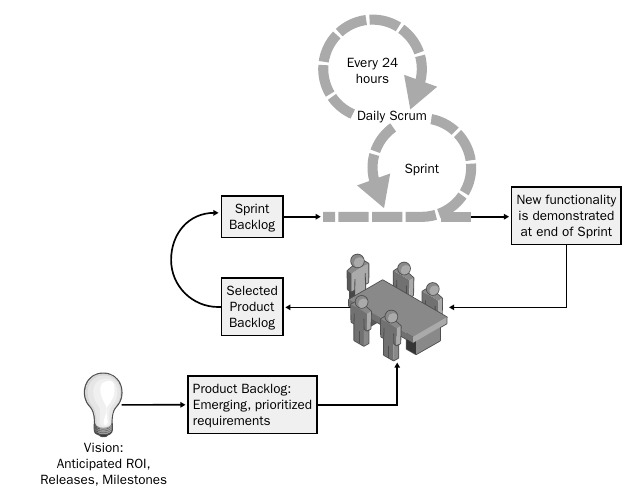 Every 24
hours
Daily Scrum
Sprint
Sprint
Backlog
New functionality
is demonstrated
at end of Sprint
Selected
Product
Backlog
Product Backlog:
Emerging, prioritized
requirements
Vision:
Anticipated ROI,
Releases, Milestones